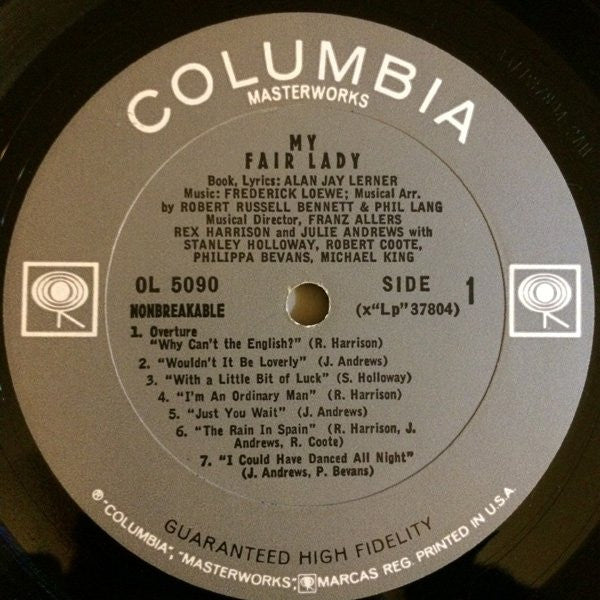 COLUMBIA
MASTERWORKS
MY
FAIR LADY
Book, Lyrics: ALAN JAY LERNER
Music: FREDERICK LOEWE; Musical Arr.
by ROBERT RUSSELL BENNETT & PHIL LANG
Musical Director, FRANZ ALLERS
REX HARRISON and JULIE ANDREWS with
STANLEY HOLLOWAY, ROBERT COOTE,
PHILIPPA BEVANS, MICHAEL KING
OL 5090 SIDE 1
NONBREAKABLE (x"Lp"37804)
1. Overture
"Why Can't the English?" (R. Harrison)
2. "Wouldn't It Be Loverly" (J. Andrews)
3. "With a Little Bit of Luck" (S. Holloway)
4. "I'm An Ordinary Man" (R. Harrison)
5. "Just You Wait" (J. Andrews)
6. "The Rain In Spain" (R. Harrison, J.
Andrews, R. Coote)
7. "I Could Have Danced All Night"
(J. Andrews, P. Bevans)
GUARANTEED HIGH FIDELITY
® "COLUMBIA", "MASTERWORKS", MARCAS REG. PRINTED IN U.S.A.